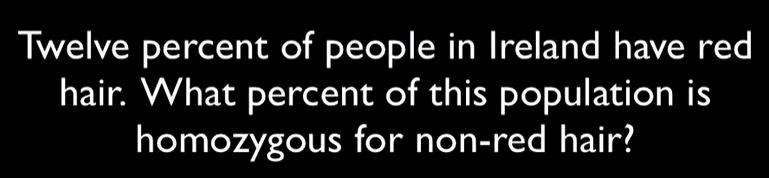 Twelve percent of people in Ireland have red
hair. What percent of this population is
homozygous for non-red hair?